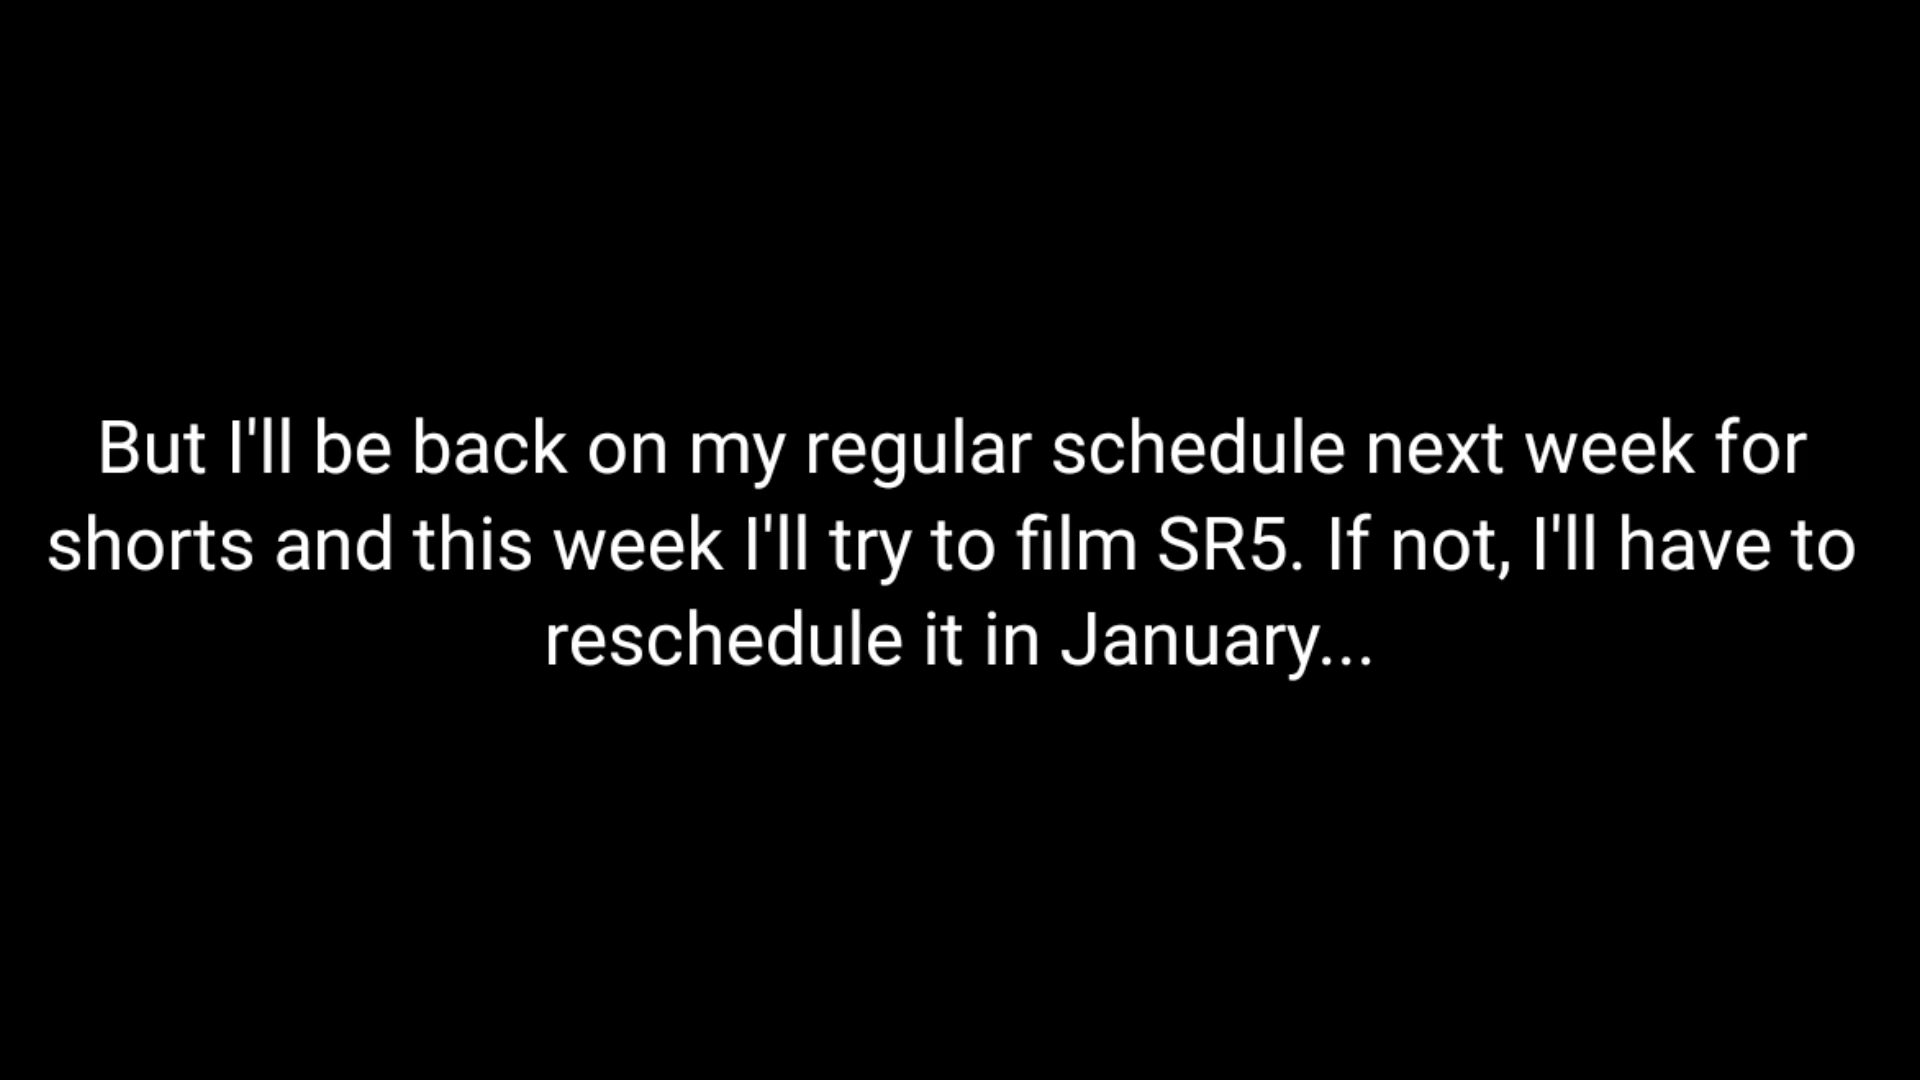 But I'll be back on my regular schedule next week for
shorts and this week I'll try to film SR5. If not, I'll have to
reschedule it in January...